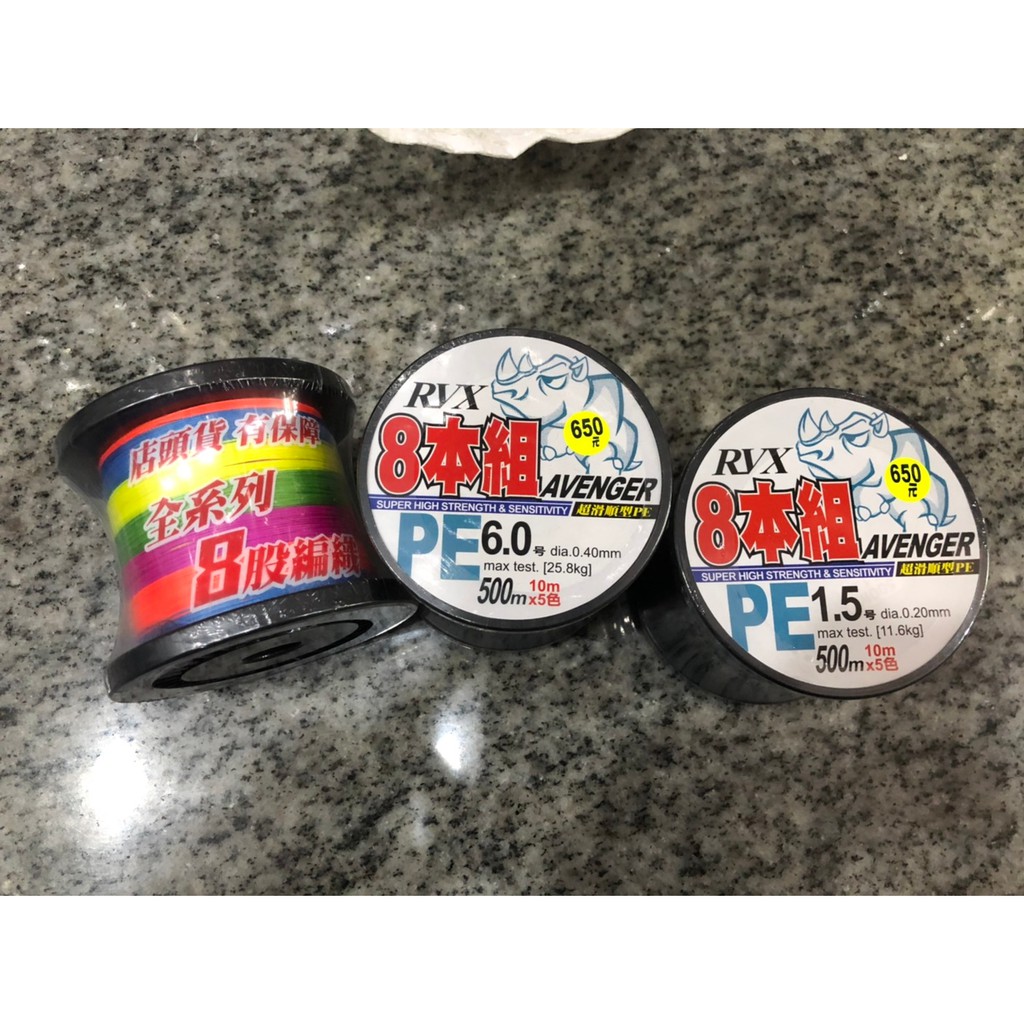 店頭貨 有保障
全系列
8股編織
RVX
8本組
650
元
AVENGER
SUPER HIGH STRENGTH & SENSITIVITY 超滑順型PE
PE 6.0号 dia.0.40mm
max test. [25.8kg]
500m 10m
x5色
RVX
8本組
650
元
AVENGER
SUPER HIGH STRENGTH & SENSITIVITY 超滑順型PE
PE 1.5号 dia.0.20mm
max test. [11.6kg]
500m 10m
x5色